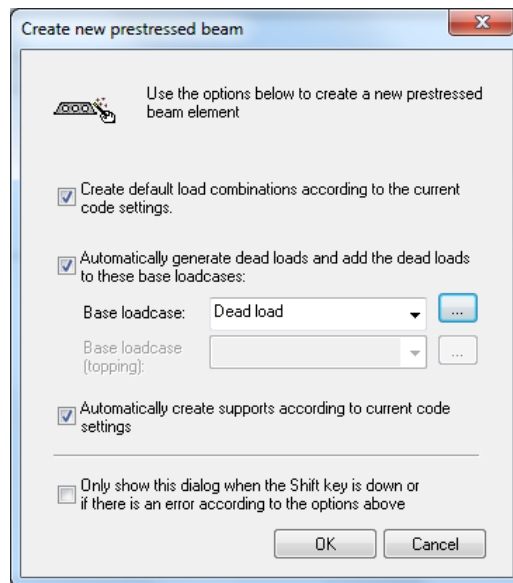 Create new prestressed beam
Use the options below to create a new prestressed
beam element
Create default load combinations according to the current
code settings.
Automatically generate dead loads and add the dead loads
to these base loadcases:
Base loadcase:
Dead load
...
Base loadcase
(topping):
...
Automatically create supports according to current code
settings
Only show this dialog when the Shift key is down or
if there is an error according to the options above
OK
Cancel